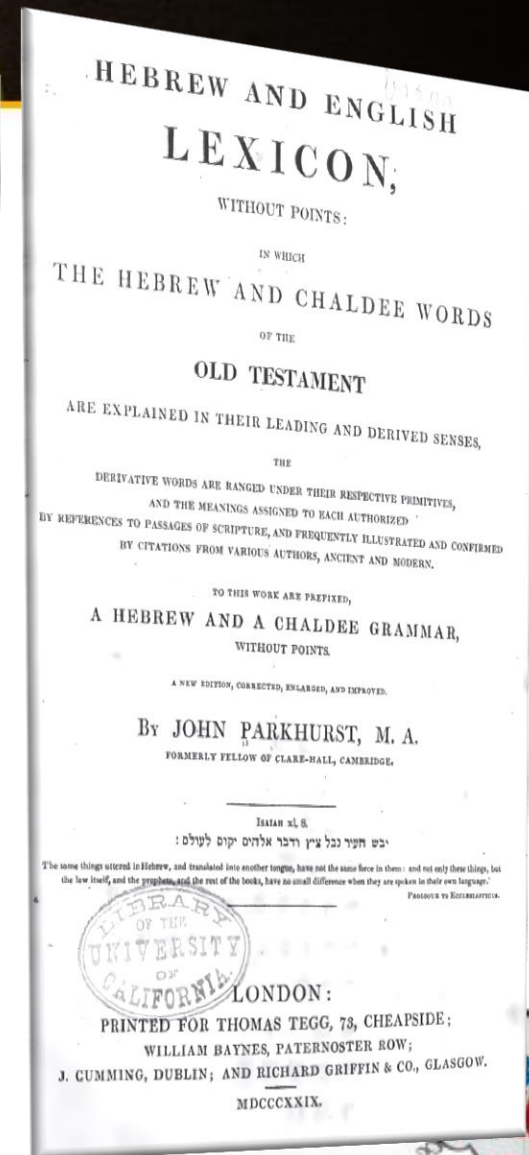 HEBREW AND ENGLISH
LEXICON,
WITHOUT POINTS:
IN WHICH
THE HEBREW AND CHALDEE WORDS
OF THE
OLD TESTAMENT
ARE EXPLAINED IN THEIR LEADING AND DERIVED SENSES,
THE
DERIVATIVE WORDS ARE RANGED UNDER THEIR RESPECTIVE PRIMITIVES,
AND THE MEANINGS ASSIGNED TO EACH AUTHORIZED
BY REFERENCES TO PASSAGES OF SCRIPTURE, AND FREQUENTLY ILLUSTRATED AND CONFIRMED
BY CITATIONS FROM VARIOUS AUTHORS, ANCIENT AND MODERN.
TO THIS WORK ARE PREFIXED,
A HEBREW AND A CHALDEE GRAMMAR,
WITHOUT POINTS.
A NEW EDITION, CORRECTED, ENLARGED, AND IMPROVED.
BY JOHN PARKHURST, M. A.
FORMERLY FELLOW OF CLARE-HALL, CAMBRIDGE.
ISAIAH xl, 8.
יבש חציר נבל ציץ ודבר אלהים יקום לעולם :
The same things uttered in Hebrew, and translated into another tongue, have not the same force in them: and not only these things, but
the law itself, and the prophets, and the rest of the books, have no small difference when they are spoken in their own language.'
PROLOGUE TO ECCLESIASTICUS.
LIBRARY
OF THE
UNIVERSITY
OF
CALIFORNIA.
LONDON:
PRINTED FOR THOMAS TEGG, 73, CHEAPSIDE;
WILLIAM BAYNES, PATERNOSTER ROW;
J. CUMMING, DUBLIN; AND RICHARD GRIFFIN & CO., GLASGOW.
MDCCCXXIX.